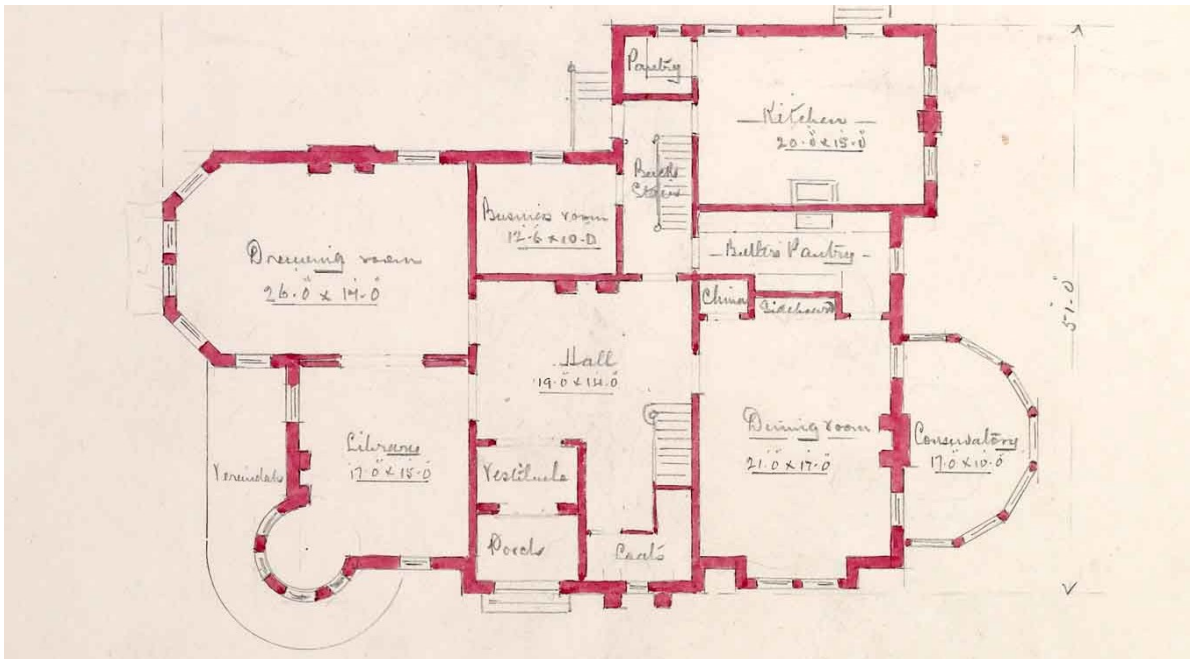 Pantry
Kitchen
20.0 x 15.0
Back
Stairs
Business room
12.6 x 10.0
Drawing room
26.0 x 17.0
Butlers Pantry
China
Sideboard
51.0
Hall
19.0 x 14.0
Dining room
21.0 x 17.0
Conservatory
17.0 x 10.0
Library
17.0 x 15.0
Verandah
Vestibule
Porch
Coats